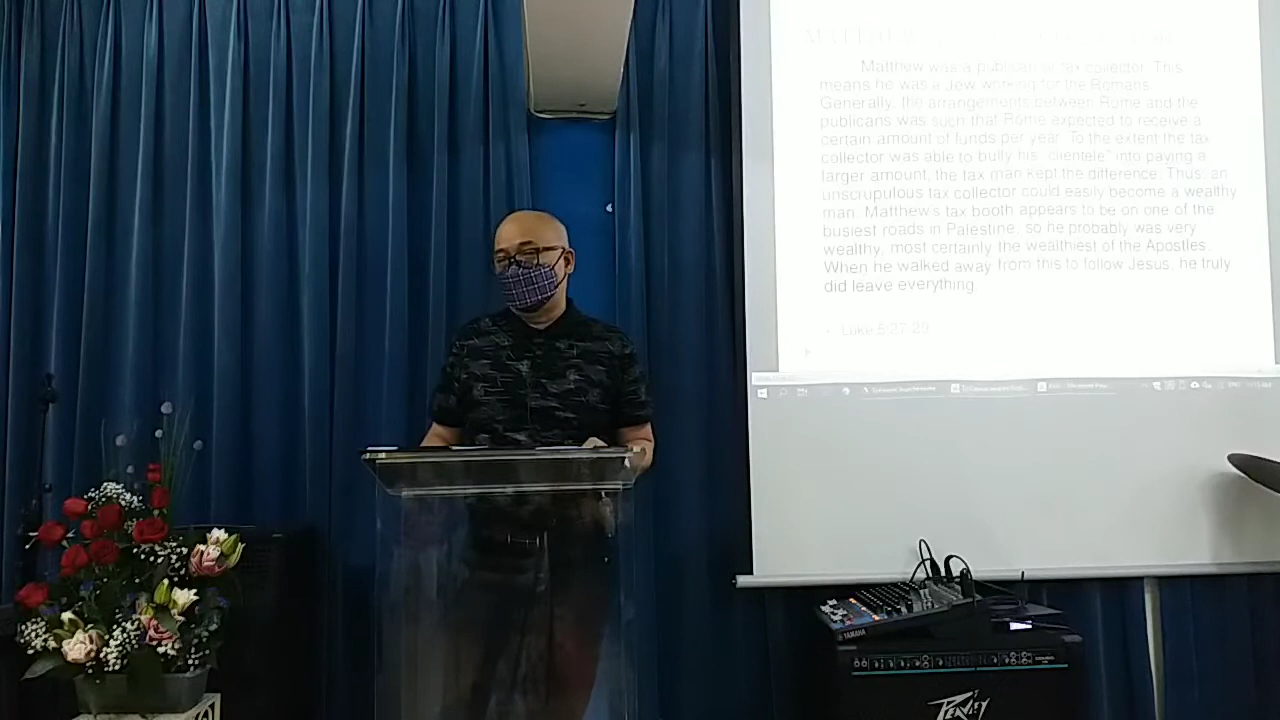 Matthew was a publican or tax collector. This
means he was a Jew working for the Romans.
Generally, the arrangements between Rome and the
publicans was such that Rome expected to receive a
certain amount of funds per year. To the extent the tax
collector was able to bully his "clientele" into paying a
larger amount, the tax man kept the difference. Thus, an
unscrupulous tax collector could easily become a wealthy
man. Matthew's tax booth appears to be on one of the
busiest roads in Palestine, so he probably was very
wealthy, most certainly the wealthiest of the Apostles.
When he walked away from this to follow Jesus, he truly
did leave everything.
- Luke 5:27-29
YAMAHA
PEAVEY